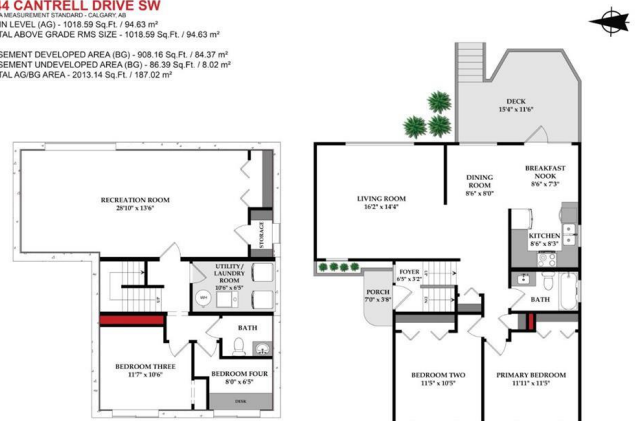 44 CANTRELL DRIVE SW
A MEASUREMENT STANDARD - CALGARY, AB
IN LEVEL (AG) - 1018.59 Sq.Ft. / 94.63 m²
TAL ABOVE GRADE RMS SIZE - 1018.59 Sq.Ft. / 94.63 m²
SEMENT DEVELOPED AREA (BG) - 908.16 Sq.Ft. / 84.37 m²
SEMENT UNDEVELOPED AREA (BG) - 86.39 Sq.Ft. / 8.02 m²
TAL AG/BG AREA - 2013.14 Sq.Ft. / 187.02 m²
RECREATION ROOM
28'10" x 13'6"
STORAGE
UTILITY/
LAUNDRY
ROOM
10'6" x 6'5"
UP
BATH
BEDROOM THREE
11'7" x 10'6"
BEDROOM FOUR
8'0" x 6'5"
DESK
DECK
15'4" x 11'6"
LIVING ROOM
16'2" x 14'4"
DINING
ROOM
8'6" x 8'0"
BREAKFAST
NOOK
8'6" x 7'3"
KITCHEN
8'6" x 8'3"
FOYER
6'5" x 3'2"
UP
DN
PORCH
7'0" x 3'8"
BATH
BEDROOM TWO
11'5" x 10'5"
PRIMARY BEDROOM
11'11" x 11'5"